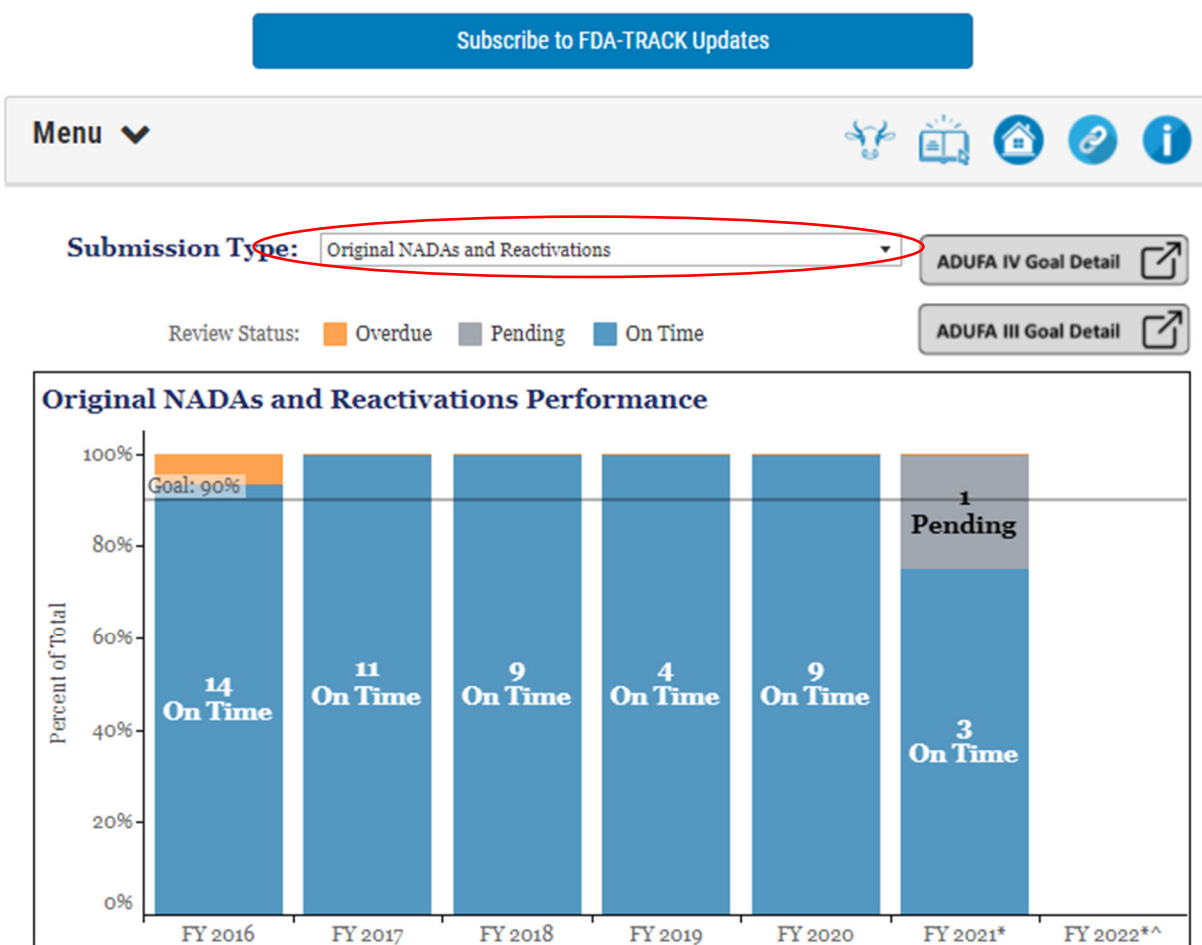 Subscribe to FDA-TRACK Updates
Menu
Submission Type: Original NADAs and Reactivations
ADUFA IV Goal Detail
Review Status: Overdue Pending On Time
ADUFA III Goal Detail
Original NADAs and Reactivations Performance
100%
Goal: 90%
80%
60%
40%
20%
0%
Percent of Total
14
On Time
11
On Time
9
On Time
4
On Time
9
On Time
1
Pending
3
On Time
FY 2016 FY 2017 FY 2018 FY 2019 FY 2020 FY 2021* FY 2022*^